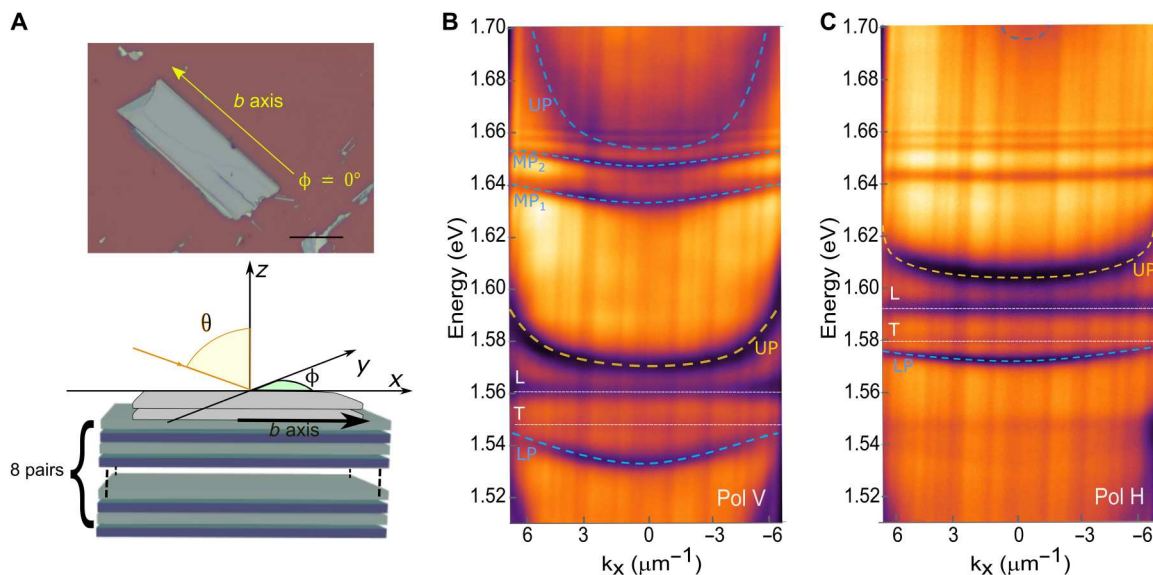 A
b axis
ϕ = 0°
z
θ
y
ϕ
x
b axis
8 pairs
B
1.70
1.68
1.66
1.64
1.62
1.60
1.58
1.56
1.54
1.52
Energy (eV)
UP
MP2
MP1
UP
L
T
LP
Pol V
6 3 0 −3 −6
kx (μm⁻¹)
C
1.70
1.68
1.66
1.64
1.62
1.60
1.58
1.56
1.54
1.52
Energy (eV)
UP
L
T
LP
Pol H
6 3 0 −3 −6
kx (μm⁻¹)